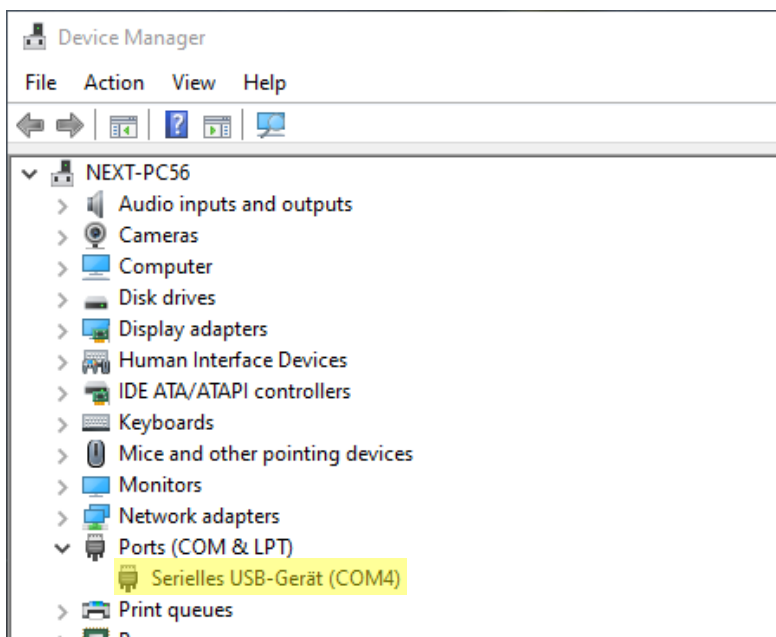 Device Manager
File Action View Help
NEXT-PC56
Audio inputs and outputs
Cameras
Computer
Disk drives
Display adapters
Human Interface Devices
IDE ATA/ATAPI controllers
Keyboards
Mice and other pointing devices
Monitors
Network adapters
Ports (COM & LPT)
Serielles USB-Gerät (COM4)
Print queues